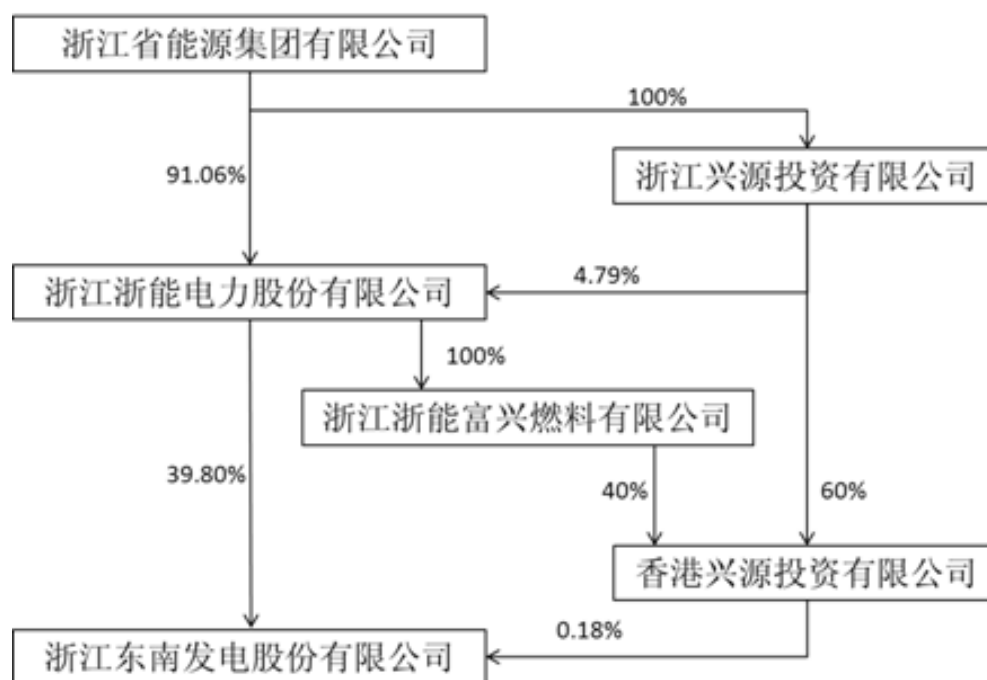 浙江省能源集团有限公司
100%
91.06%
浙江兴源投资有限公司
浙江浙能电力股份有限公司
4.79%
100%
浙江浙能富兴燃料有限公司
39.80%
40%
60%
香港兴源投资有限公司
0.18%
浙江东南发电股份有限公司